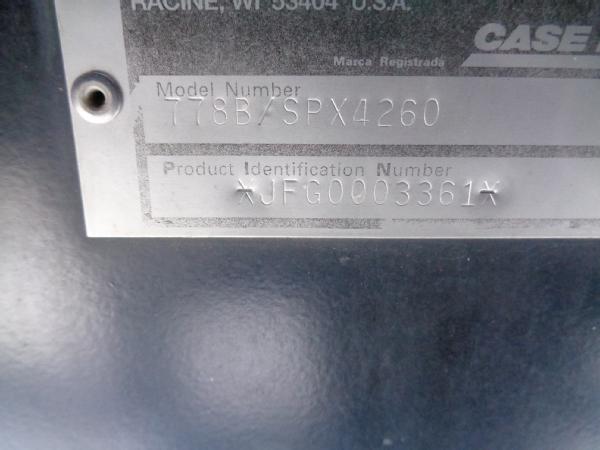 RACINE, WI 53404 U.S.A.
CASE
Marca Registrada
Model Number
778B/SPX4260
Product Identification Number
*JFG0003361*